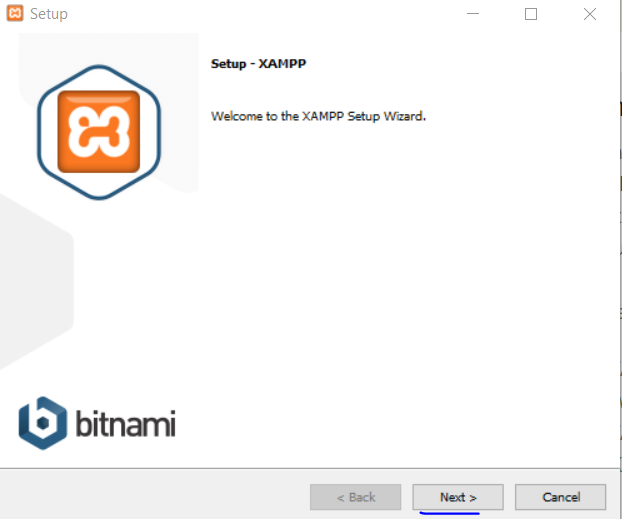 Setup
Setup - XAMPP
Welcome to the XAMPP Setup Wizard.
bitnami
< Back
Next >
Cancel